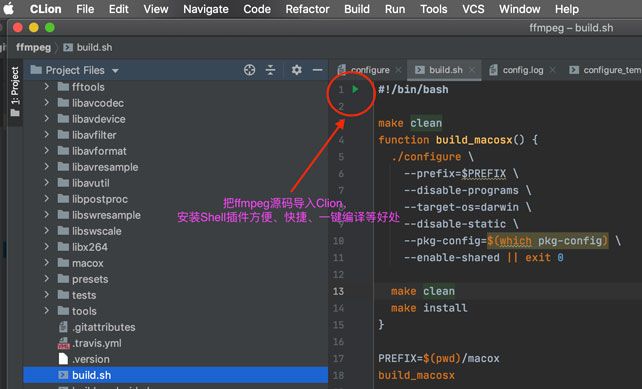 CLion File Edit View Navigate Code Refactor Build Run Tools VCS Window Help
ffmpeg – build.sh
ffmpeg › build.sh
1: Project
Project Files
configure build.sh config.log configure_tem
fftools
libavcodec
libavdevice
libavfilter
libavformat
libavresample
libavutil
libpostproc
libswresample
libswscale
libx264
macox
presets
tests
tools
.gitattributes
.travis.yml
.version
build.sh
把ffmpeg源码导入Clion,
安装Shell插件方便、快捷、一键编译等好处
1 #!/bin/bash
2
3 make clean
4 function build_macosx() {
5 ./configure \
6 --prefix=$PREFIX \
7 --disable-programs \
8 --target-os=darwin \
9 --disable-static \
10 --pkg-config=$(which pkg-config) \
11 --enable-shared || exit 0
12
13 make clean
14 make install
15 }
16
17 PREFIX=$(pwd)/macox
18 build_macosx